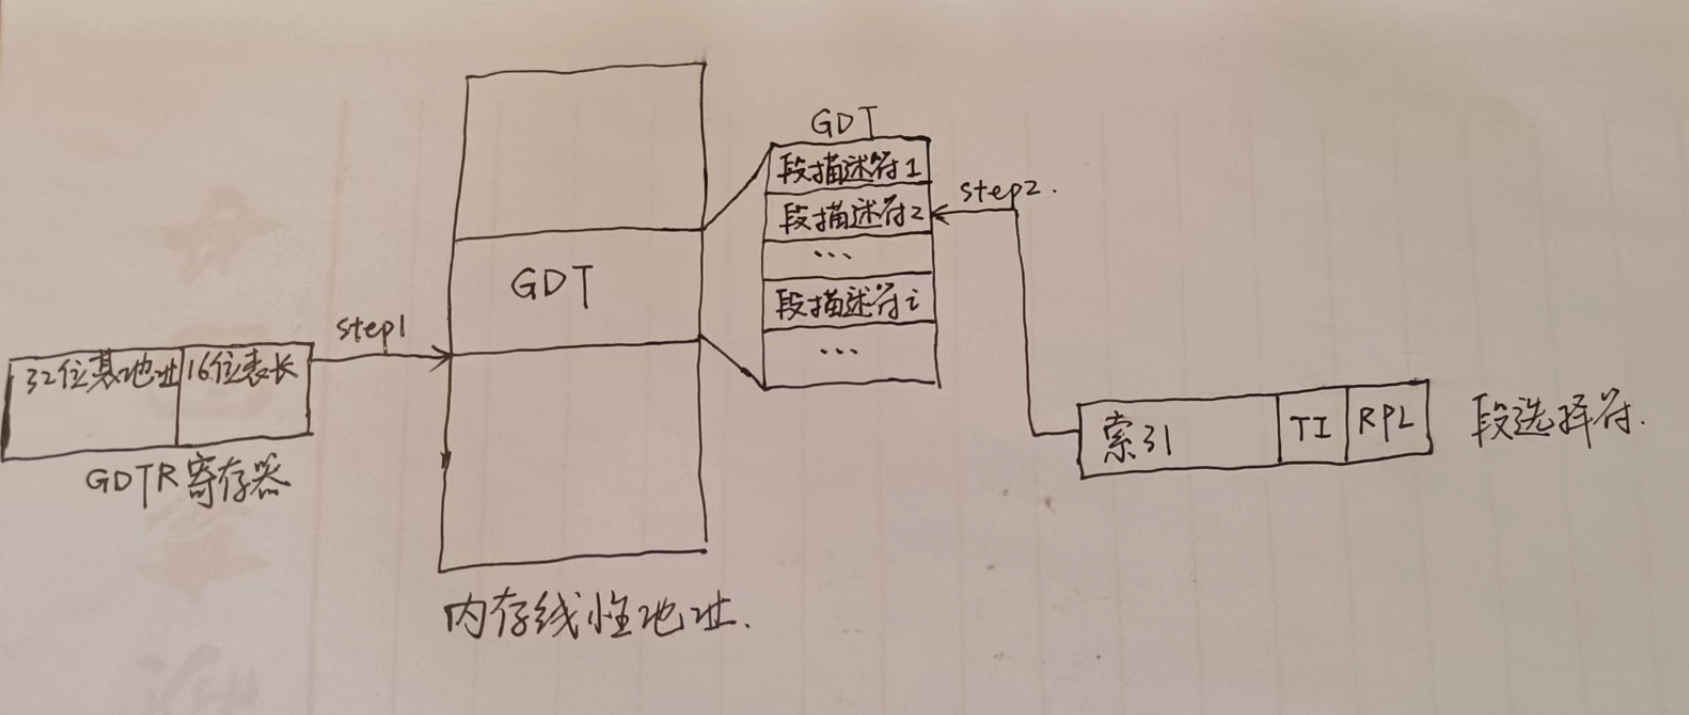 GDT
段描述符1
step2.
段描述符2
...
GDT
段描述符i
step1
...
32位基地址
16位表长
索引
TI
RPL
段选择符.
GDTR寄存器
内存线性地址.